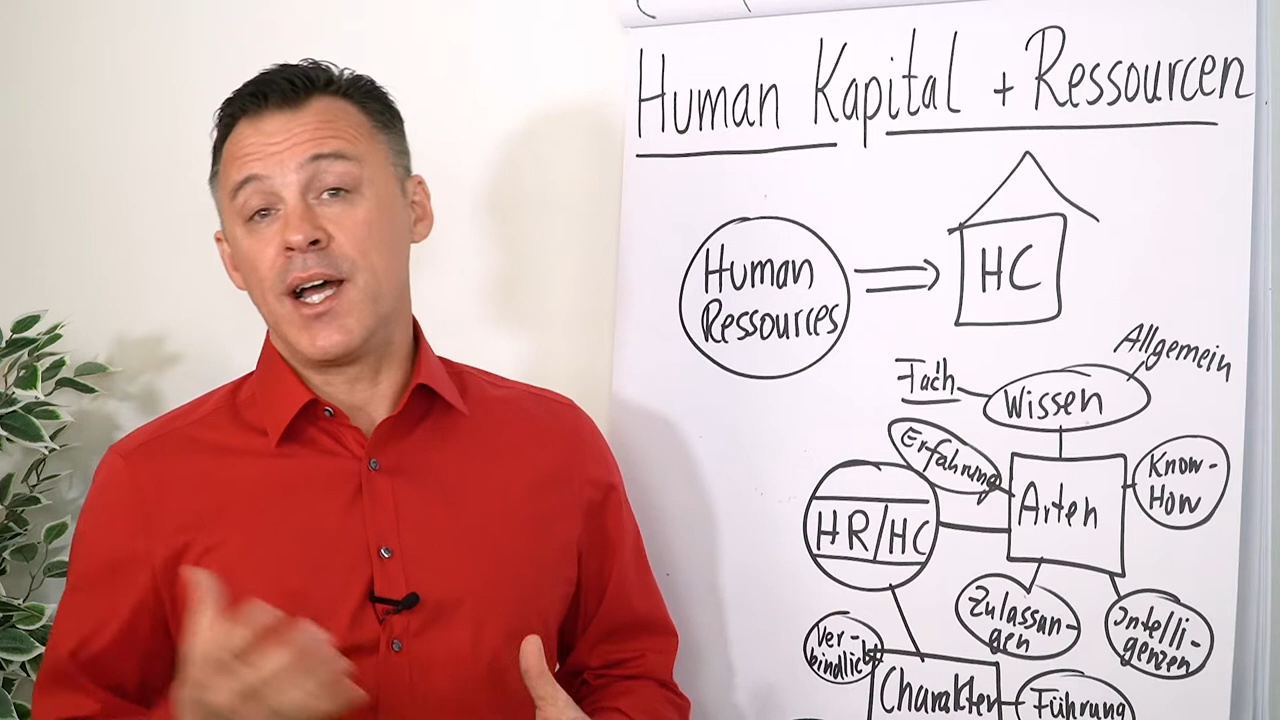 Human Kapital + Ressourcen
Human
Ressources
HC
Allgemein
Fach
Wissen
Erfahrung
Know-
How
Arten
HR/HC
Zulassun-
gen
Intelli-
genzen
Ver-
bindlich
Charakter
Führung